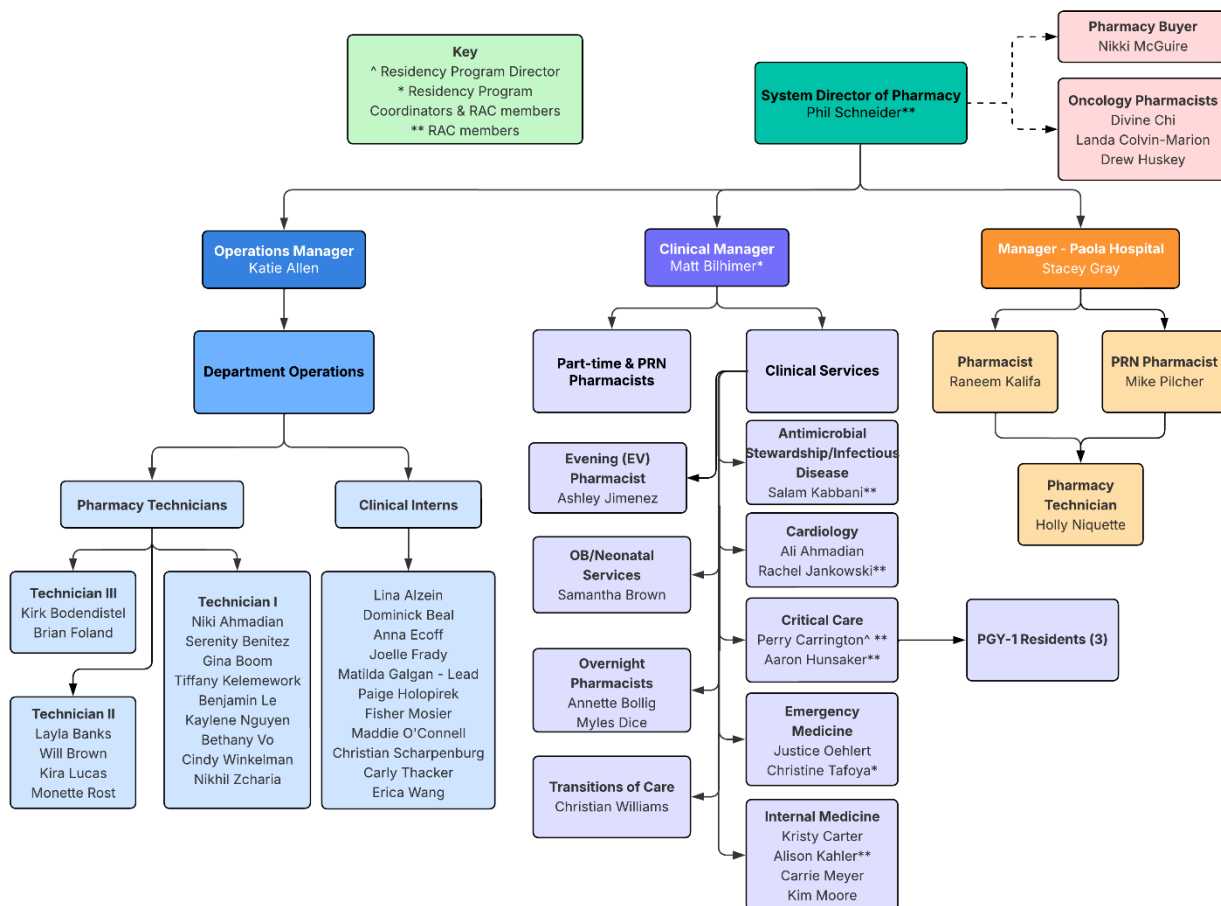 Key
^ Residency Program Director
* Residency Program
Coordinators & RAC members
** RAC members
System Director of Pharmacy
Phil Schneider**
Pharmacy Buyer
Nikki McGuire
Oncology Pharmacists
Divine Chi
Landa Colvin-Marion
Drew Huskey
Operations Manager
Katie Allen
Clinical Manager
Matt Bilhimer*
Manager - Paola Hospital
Stacey Gray
Department Operations
Pharmacy Technicians
Clinical Interns
Technician III
Kirk Bodendistel
Brian Foland
Technician II
Layla Banks
Will Brown
Kira Lucas
Monette Rost
Technician I
Niki Ahmadian
Serenity Benitez
Gina Boom
Tiffany Kelemework
Benjamin Le
Kaylene Nguyen
Bethany Vo
Cindy Winkelman
Nikhil Zcharia
Lina Alzein
Dominick Beal
Anna Ecoff
Joelle Frady
Matilda Galgan - Lead
Paige Holopirek
Fisher Mosier
Maddie O'Connell
Christian Scharpenburg
Carly Thacker
Erica Wang
Part-time & PRN
Pharmacists
Clinical Services
Evening (EV)
Pharmacist
Ashley Jimenez
OB/Neonatal
Services
Samantha Brown
Overnight
Pharmacists
Annette Bollig
Myles Dice
Transitions of Care
Christian Williams
Antimicrobial
Stewardship/Infectious
Disease
Salam Kabbani**
Cardiology
Ali Ahmadian
Rachel Jankowski**
Critical Care
Perry Carrington^ **
Aaron Hunsaker**
Emergency
Medicine
Justice Oehlert
Christine Tafoya*
Internal Medicine
Kristy Carter
Alison Kahler**
Carrie Meyer
Kim Moore
PGY-1 Residents (3)
Pharmacist
Raneem Kalifa
PRN Pharmacist
Mike Pilcher
Pharmacy
Technician
Holly Niquette